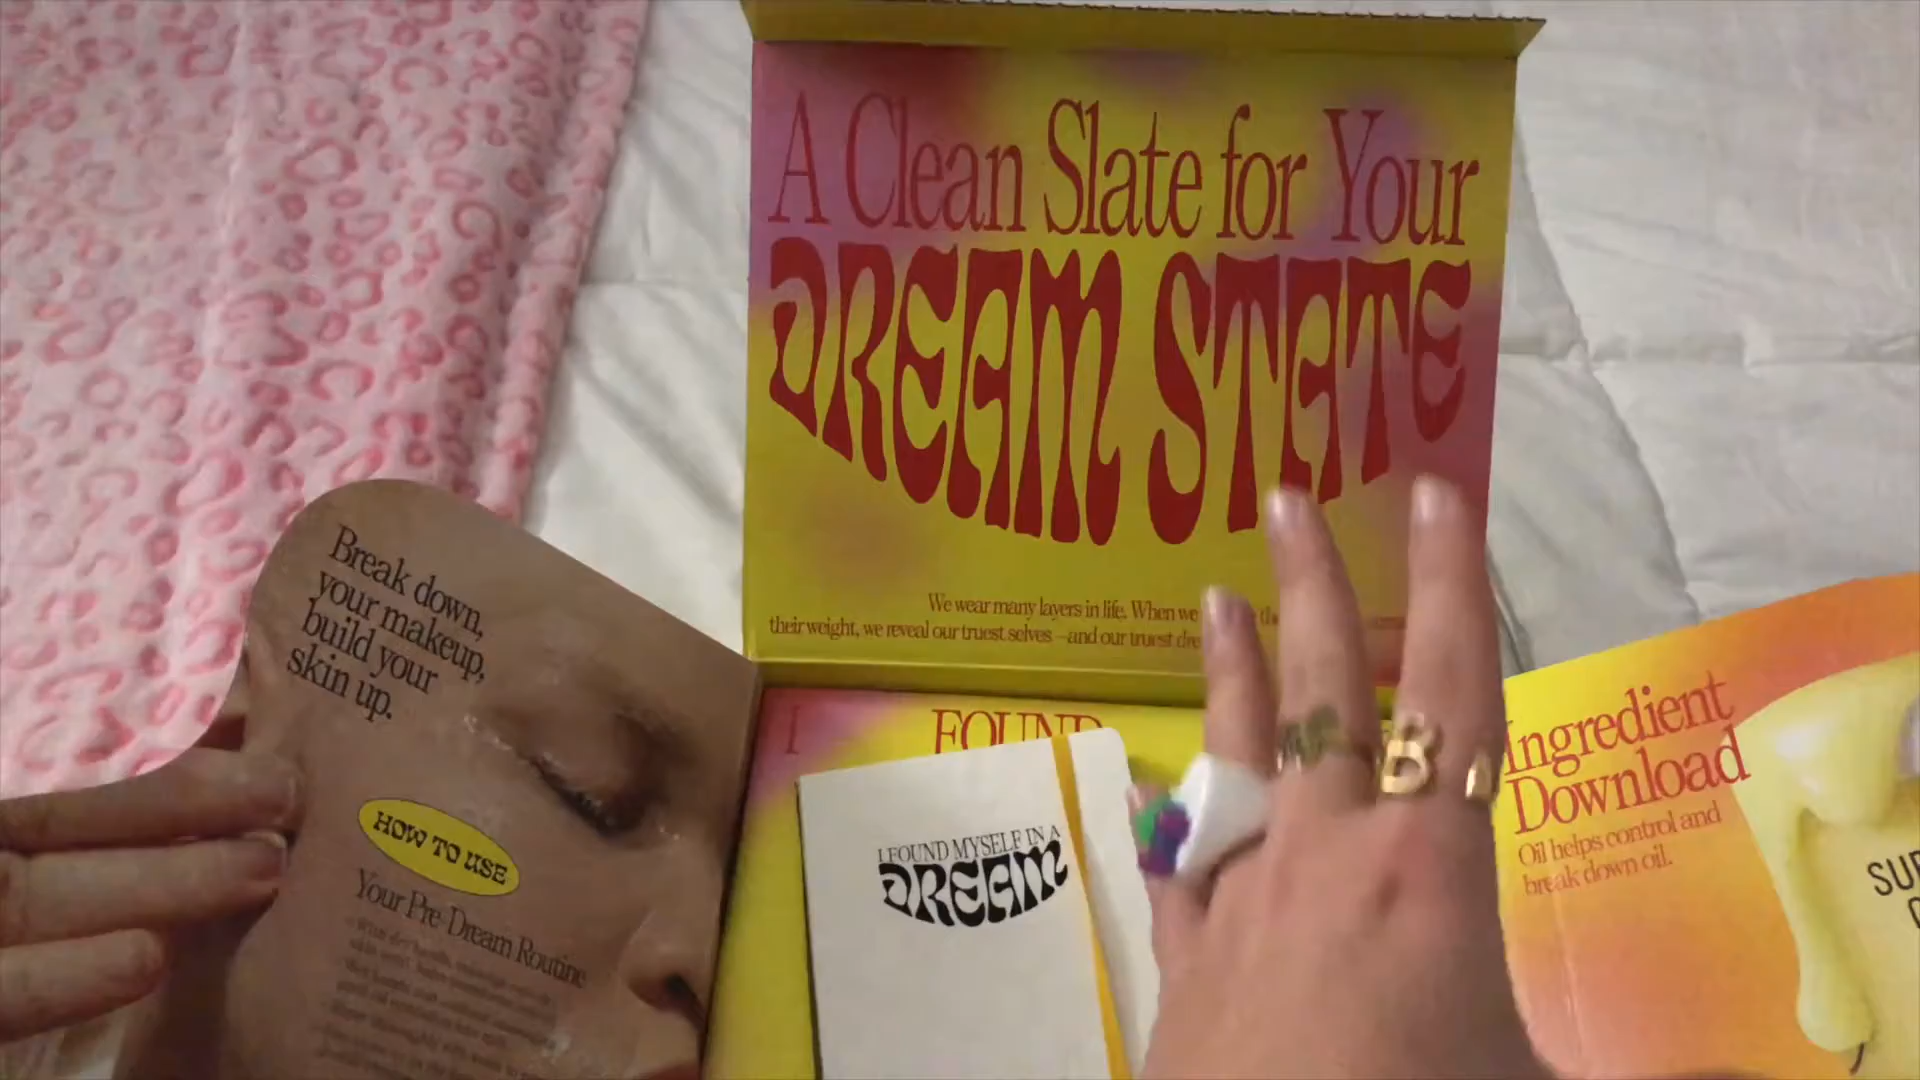 A Clean Slate for Your
DREAM STATE
We wear many layers in life. When we
their weight, we reveal our truest selves —and our truest
Break down,
your makeup,
build your
skin up.
HOW TO USE
Your Pre-Dream Routine
FOUND
I FOUND MYSELF IN A
DREAM
Ingredient
Download
Oil helps control and
break down oil.